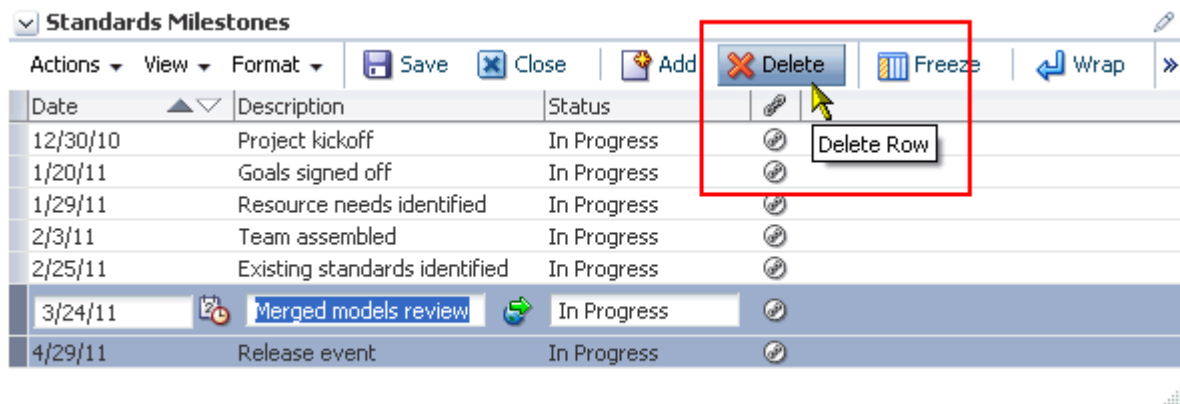 Standards Milestones
Actions View Format Save Close Add Delete Freeze Wrap »
Date Description Status
12/30/10 Project kickoff In Progress
Delete Row
1/20/11 Goals signed off In Progress
1/29/11 Resource needs identified In Progress
2/3/11 Team assembled In Progress
2/25/11 Existing standards identified In Progress
3/24/11 Merged models review In Progress
4/29/11 Release event In Progress